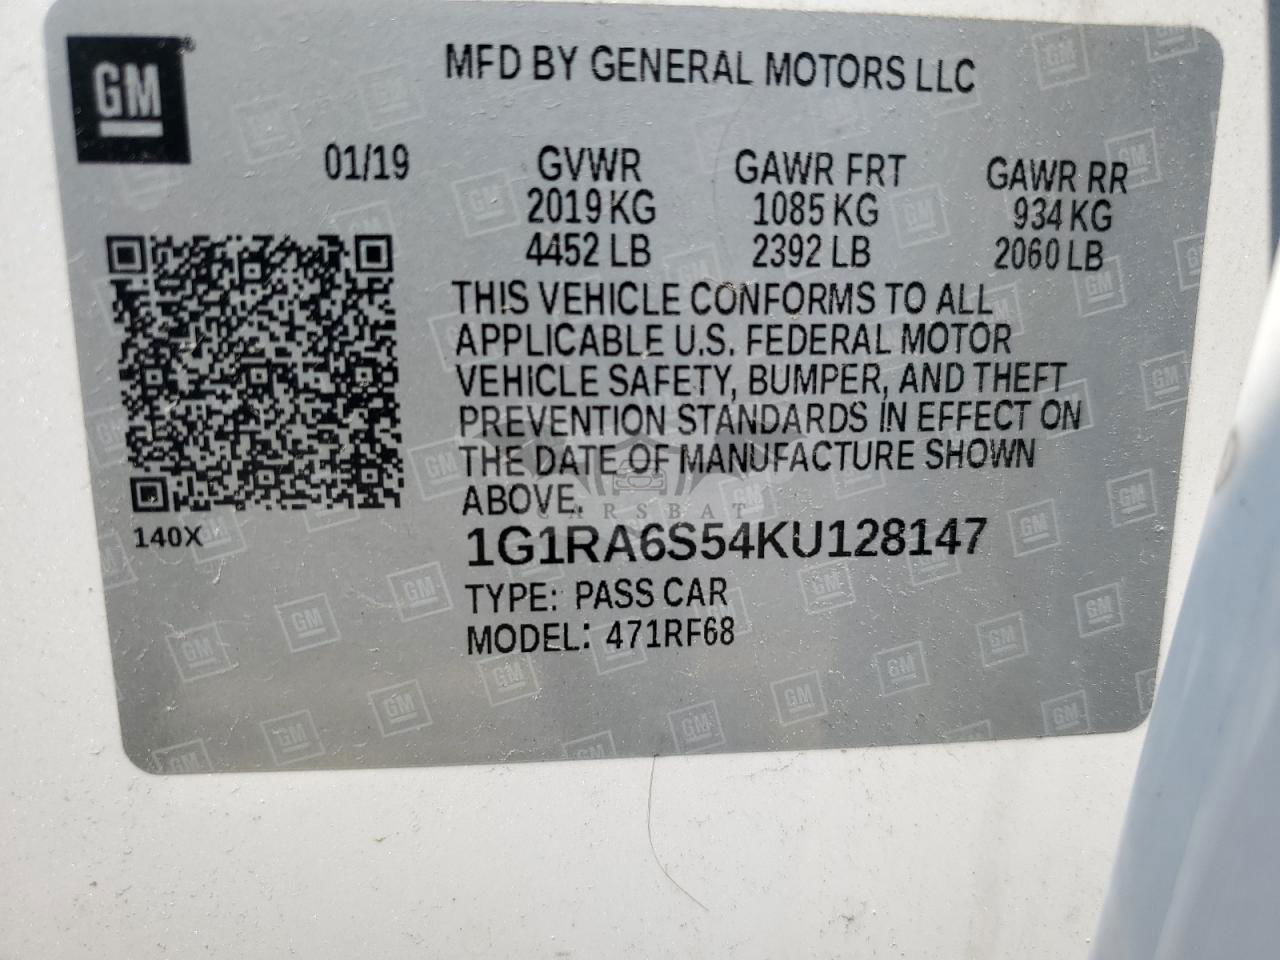 GM
MFD BY GENERAL MOTORS LLC
01/19 GVWR GAWR FRT GAWR RR
2019 KG 1085 KG 934 KG
4452 LB 2392 LB 2060 LB
THIS VEHICLE CONFORMS TO ALL
APPLICABLE U.S. FEDERAL MOTOR
VEHICLE SAFETY, BUMPER, AND THEFT
PREVENTION STANDARDS IN EFFECT ON
THE DATE OF MANUFACTURE SHOWN
ABOVE.
CARSBAT
140X
1G1RA6S54KU128147
TYPE: PASS CAR
MODEL: 471RF68